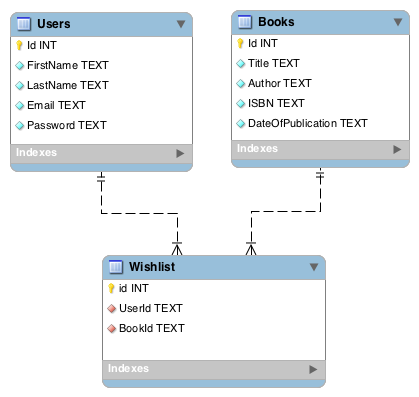 Users
Id INT
FirstName TEXT
LastName TEXT
Email TEXT
Password TEXT
Indexes
Books
Id INT
Title TEXT
Author TEXT
ISBN TEXT
DateOfPublication TEXT
Indexes
Wishlist
id INT
UserId TEXT
BookId TEXT
Indexes